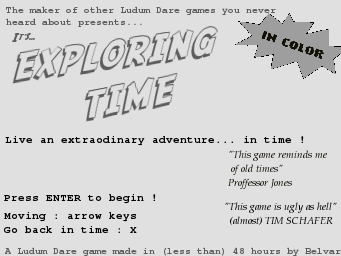 The maker of other Ludum Dare games you never
heard about presents...
IT'S...
EXPLORING
TIME
IN COLOR
Live an extraodinary adventure... in time !
"This game reminds me
of old times"
Proffessor Jones
Press ENTER to begin !
"This game is ugly as hell"
(almost) TIM SCHAFER
Moving : arrow keys
Go back in time : X
A Ludum Dare game made in (less than) 48 hours by Belvar